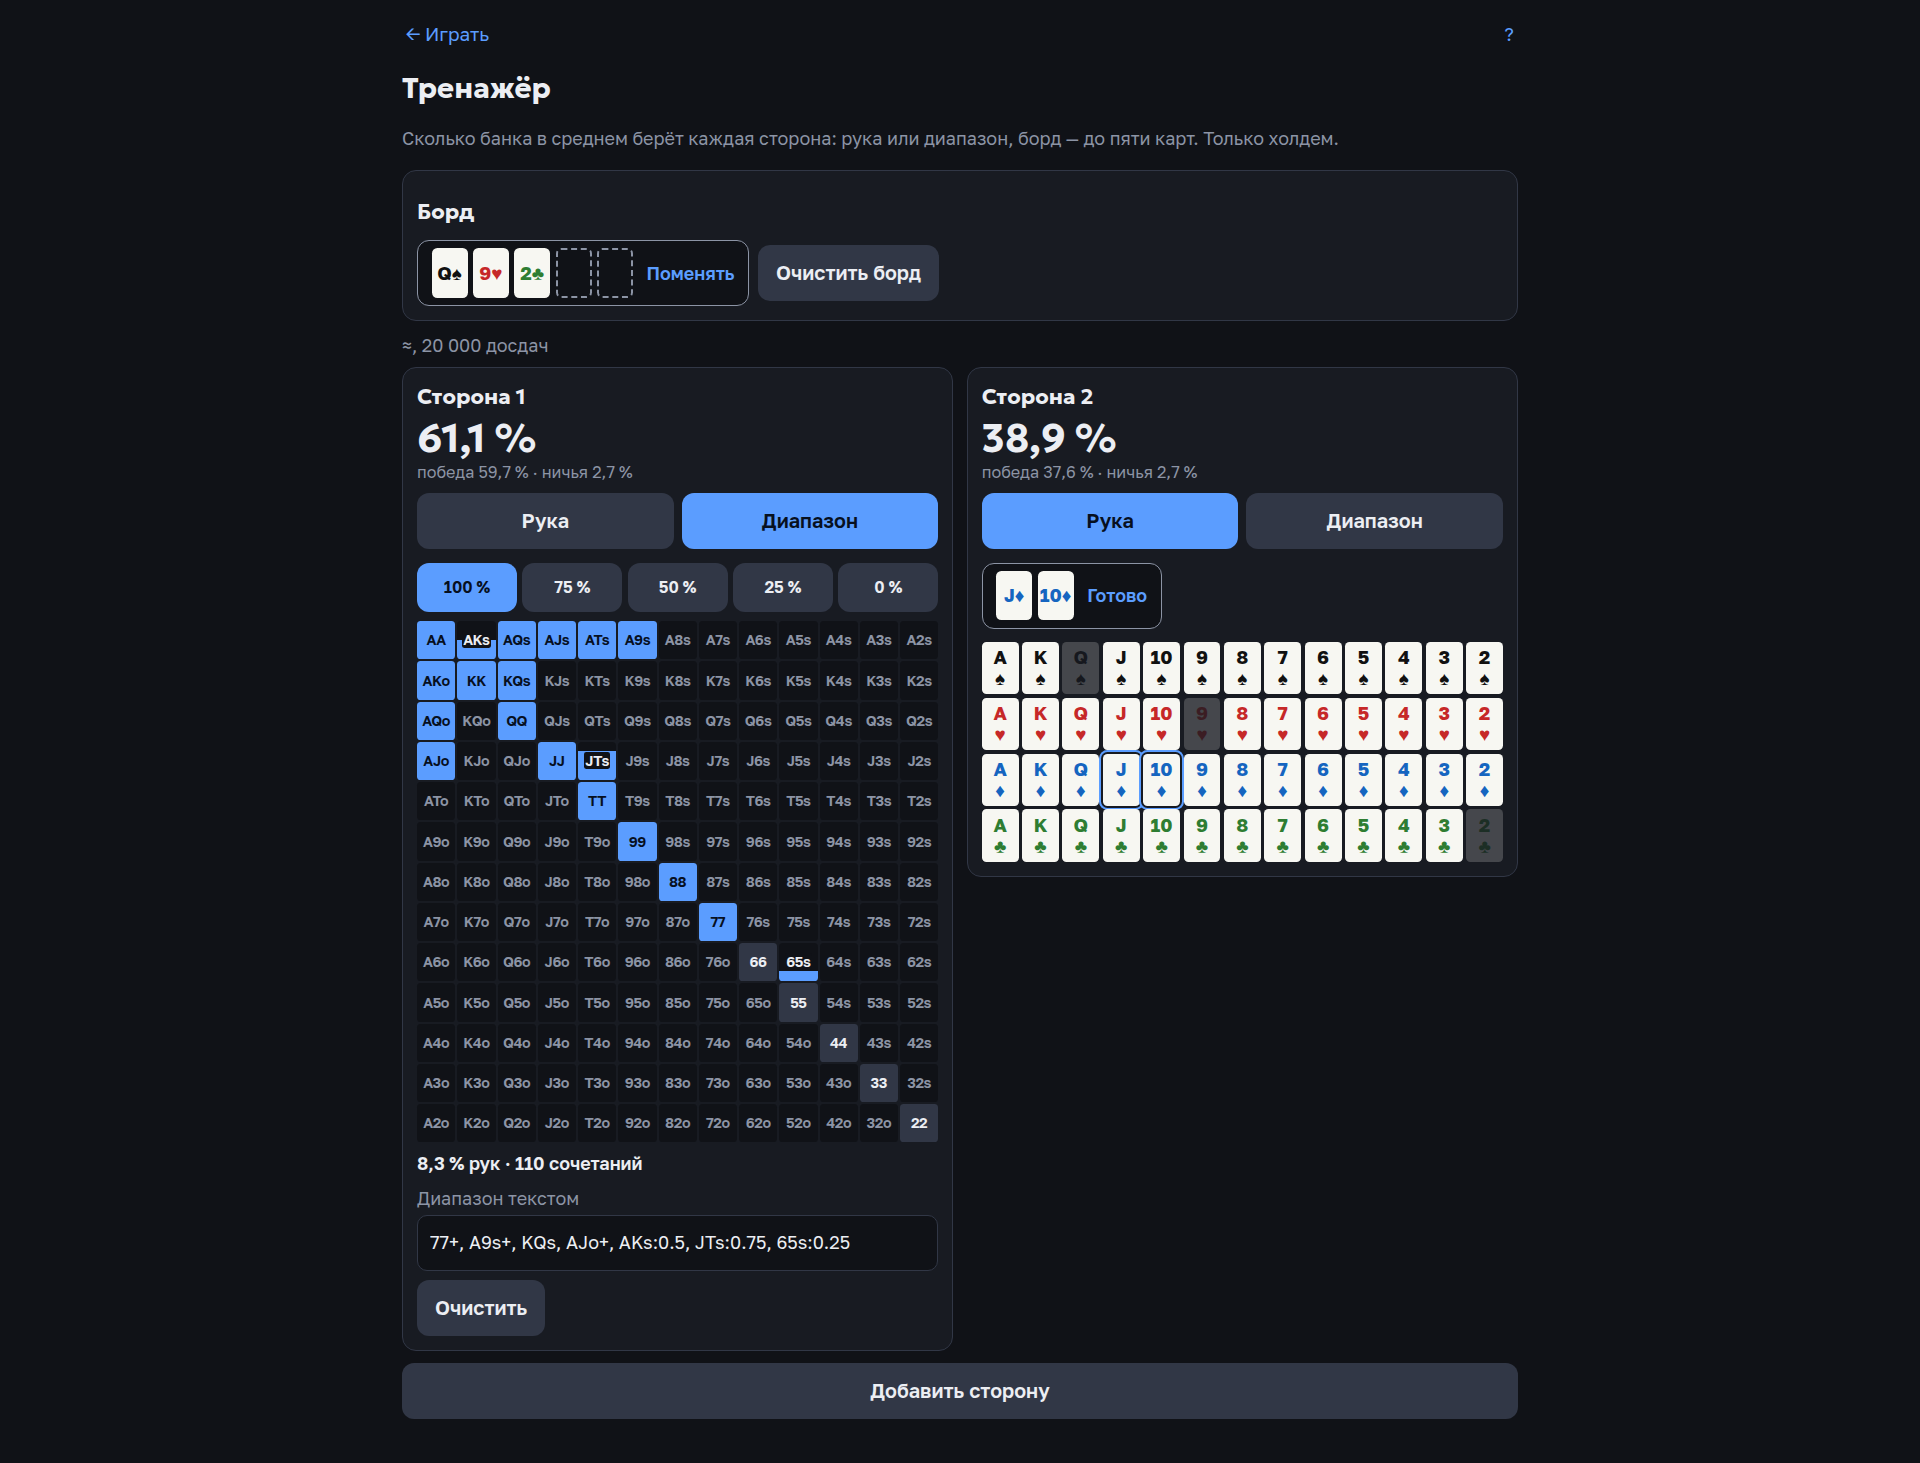 ← Играть
?
Тренажёр
Сколько банка в среднем берёт каждая сторона: рука или диапазон, борд — до пяти карт. Только холдем.
Борд
Q♠ 9♥ 2♣ Поменять Очистить борд
≈, 20 000 досдач
Сторона 1
61,1 %
победа 59,7 % · ничья 2,7 %
Рука Диапазон
100 % 75 % 50 % 25 % 0 %
AA AKs AQs AJs ATs A9s A8s A7s A6s A5s A4s A3s A2s
AKo KK KQs KJs KTs K9s K8s K7s K6s K5s K4s K3s K2s
AQo KQo QQ QJs QTs Q9s Q8s Q7s Q6s Q5s Q4s Q3s Q2s
AJo KJo QJo JJ JTs J9s J8s J7s J6s J5s J4s J3s J2s
ATo KTo QTo JTo TT T9s T8s T7s T6s T5s T4s T3s T2s
A9o K9o Q9o J9o T9o 99 98s 97s 96s 95s 94s 93s 92s
A8o K8o Q8o J8o T8o 98o 88 87s 86s 85s 84s 83s 82s
A7o K7o Q7o J7o T7o 97o 87o 77 76s 75s 74s 73s 72s
A6o K6o Q6o J6o T6o 96o 86o 76o 66 65s 64s 63s 62s
A5o K5o Q5o J5o T5o 95o 85o 75o 65o 55 54s 53s 52s
A4o K4o Q4o J4o T4o 94o 84o 74o 64o 54o 44 43s 42s
A3o K3o Q3o J3o T3o 93o 83o 73o 63o 53o 43o 33 32s
A2o K2o Q2o J2o T2o 92o 82o 72o 62o 52o 42o 32o 22
8,3 % рук · 110 сочетаний
Диапазон текстом
77+, A9s+, KQs, AJo+, AKs:0.5, JTs:0.75, 65s:0.25
Очистить
Сторона 2
38,9 %
победа 37,6 % · ничья 2,7 %
Рука Диапазон
J♦ 10♦ Готово
A K Q J 10 9 8 7 6 5 4 3 2
♠ ♠ ♠ ♠ ♠ ♠ ♠ ♠ ♠ ♠ ♠ ♠ ♠
A K Q J 10 9 8 7 6 5 4 3 2
♥ ♥ ♥ ♥ ♥ ♥ ♥ ♥ ♥ ♥ ♥ ♥ ♥
A K Q J 10 9 8 7 6 5 4 3 2
♦ ♦ ♦ ♦ ♦ ♦ ♦ ♦ ♦ ♦ ♦ ♦ ♦
A K Q J 10 9 8 7 6 5 4 3 2
♣ ♣ ♣ ♣ ♣ ♣ ♣ ♣ ♣ ♣ ♣ ♣ ♣
Добавить сторону